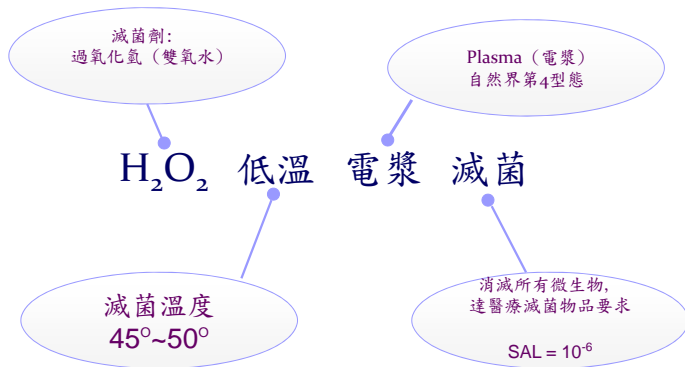 滅菌劑:
過氧化氫（雙氧水）
Plasma（電漿）
自然界第4型態
H₂O₂ 低溫 電漿 滅菌
滅菌溫度
45⁰~50⁰
消滅所有微生物,
達醫療滅菌物品要求
SAL = 10⁻⁶